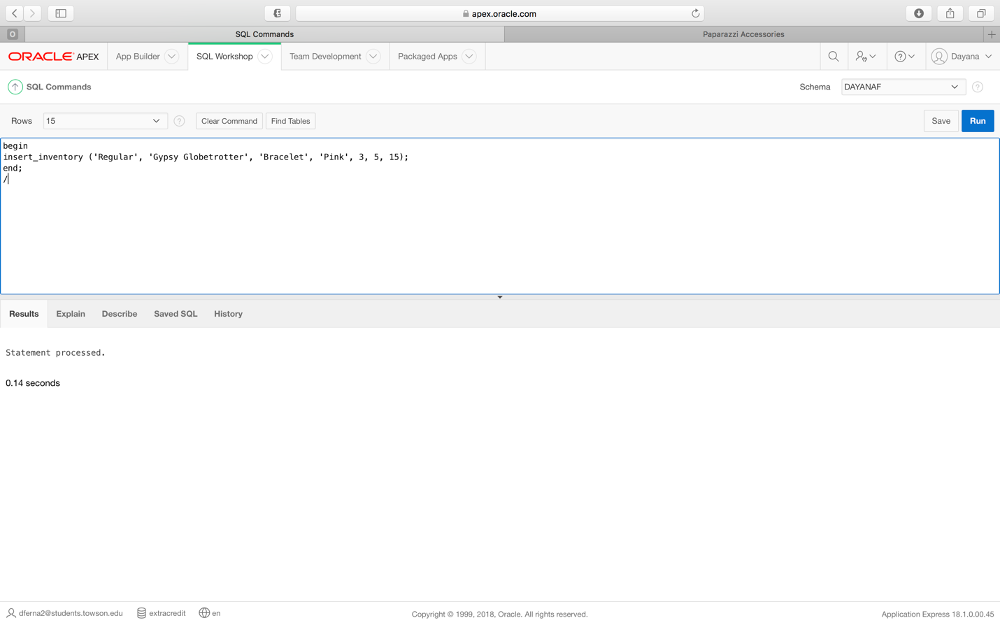 apex.oracle.com
O
SQL Commands
Paparazzi Accessories
ORACLE APEX
App Builder
SQL Workshop
Team Development
Packaged Apps
Dayana
SQL Commands
Schema
DAYANAF
?
Rows
15
?
Clear Command
Find Tables
Save
Run
begin
insert_inventory ('Regular', 'Gypsy Globetrotter', 'Bracelet', 'Pink', 3, 5, 15);
end;
/
Results
Explain
Describe
Saved SQL
History
Statement processed.
0.14 seconds
dferna2@students.towson.edu
extracredit
en
Copyright © 1999, 2018, Oracle. All rights reserved.
Application Express 18.1.0.00.45